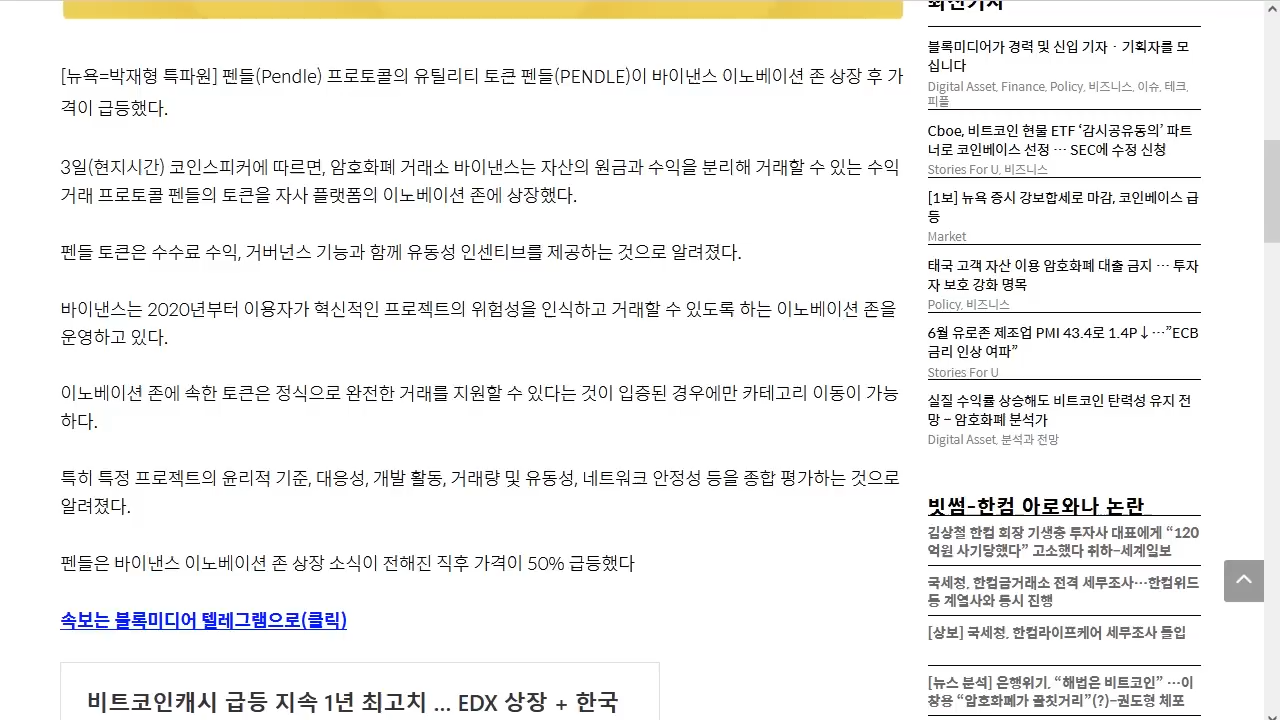 [뉴욕=박재형 특파원] 펜들(Pendle) 프로토콜의 유틸리티 토큰 펜들(PENDLE)이 바이낸스 이노베이션 존 상장 후 가
격이 급등했다.
3일(현지시간) 코인스피커에 따르면, 암호화폐 거래소 바이낸스는 자산의 원금과 수익을 분리해 거래할 수 있는 수익
거래 프로토콜 펜들의 토큰을 자사 플랫폼의 이노베이션 존에 상장했다.
펜들 토큰은 수수료 수익, 거버넌스 기능과 함께 유동성 인센티브를 제공하는 것으로 알려졌다.
바이낸스는 2020년부터 이용자가 혁신적인 프로젝트의 위험성을 인식하고 거래할 수 있도록 하는 이노베이션 존을
운영하고 있다.
이노베이션 존에 속한 토큰은 정식으로 완전한 거래를 지원할 수 있다는 것이 입증된 경우에만 카테고리 이동이 가능
하다.
특히 특정 프로젝트의 윤리적 기준, 대응성, 개발 활동, 거래량 및 유동성, 네트워크 안정성 등을 종합 평가하는 것으로
알려졌다.
펜들은 바이낸스 이노베이션 존 상장 소식이 전해진 직후 가격이 50% 급등했다
속보는 블록미디어 텔레그램으로(클릭)
비트코인캐시 급등 지속 1년 최고치 ... EDX 상장 + 한국
최신기사
블록미디어가 경력 및 신입 기자 · 기획자를 모
십니다
Digital Asset, Finance, Policy, 비즈니스, 이슈, 테크,
피플
Cboe, 비트코인 현물 ETF ‘감시공유동의’ 파트
너로 코인베이스 선정 … SEC에 수정 신청
Stories For U, 비즈니스
[1보] 뉴욕 증시 강보합세로 마감, 코인베이스 급
등
Market
태국 고객 자산 이용 암호화폐 대출 금지 … 투자
자 보호 강화 명목
Policy, 비즈니스
6월 유로존 제조업 PMI 43.4로 1.4P↓…”ECB
금리 인상 여파”
Stories For U
실질 수익률 상승해도 비트코인 탄력성 유지 전
망 – 암호화폐 분석가
Digital Asset, 분석과 전망
빗썸-한컴 아로와나 논란
김상철 한컴 회장 기생충 투자사 대표에게 “120
억원 사기당했다” 고소했다 취하–세계일보
국세청, 한컴금거래소 전격 세무조사…한컴위드
등 계열사와 동시 진행
[상보] 국세청, 한컴라이프케어 세무조사 돌입
[뉴스 분석] 은행위기, “해법은 비트코인” …이
창용 “암호화폐가 골칫거리”(?)–권도형 체포